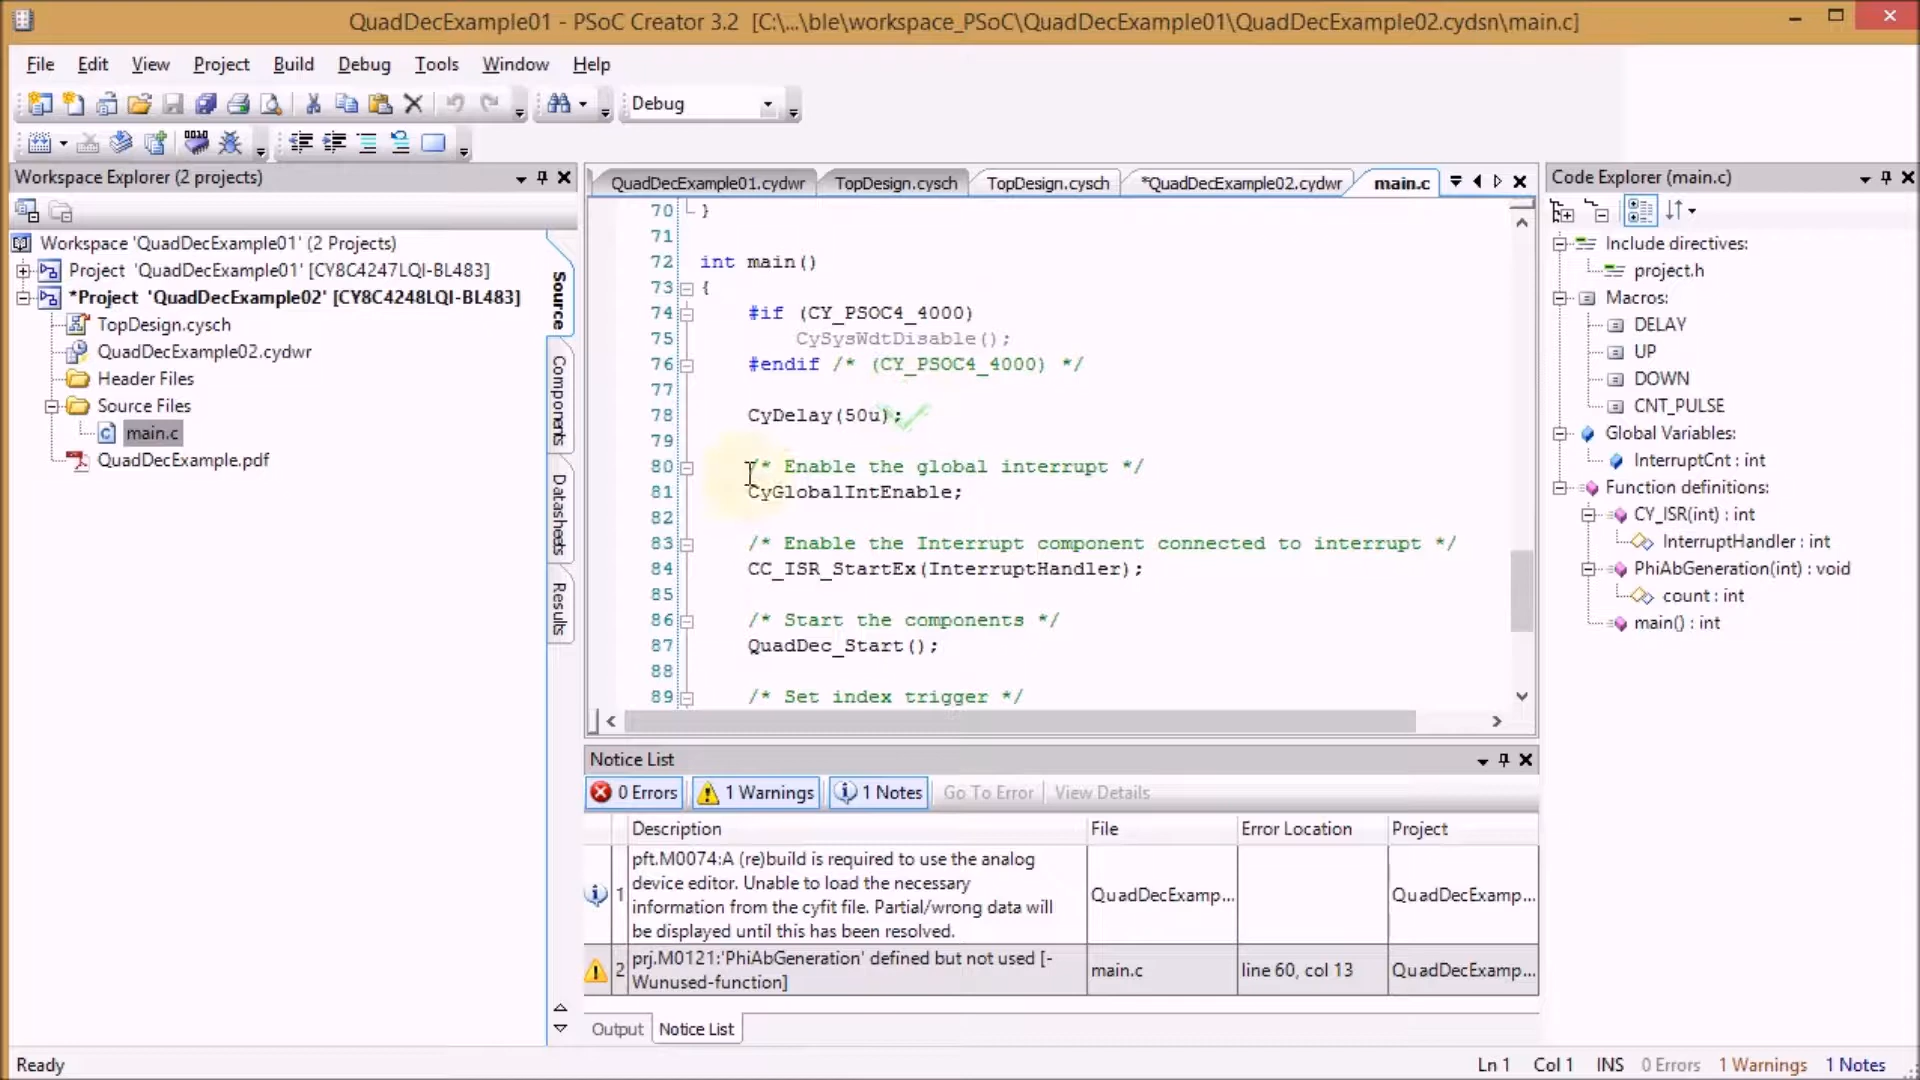 QuadDecExample01 - PSoC Creator 3.2 [C:\...\ble\workspace_PSoC\QuadDecExample01\QuadDecExample02.cydsn\main.c]
File Edit View Project Build Debug Tools Window Help
Debug
Workspace Explorer (2 projects)
Workspace 'QuadDecExample01' (2 Projects)
Project 'QuadDecExample01' [CY8C4247LQI-BL483]
*Project 'QuadDecExample02' [CY8C4248LQI-BL483]
TopDesign.cysch
QuadDecExample02.cydwr
Header Files
Source Files
main.c
QuadDecExample.pdf
Source
Components
Datasheets
Results
QuadDecExample01.cydwr TopDesign.cysch TopDesign.cysch *QuadDecExample02.cydwr main.c
70 }
71
72 int main()
73 {
74 #if (CY_PSOC4_4000)
75 CySysWdtDisable();
76 #endif /* (CY_PSOC4_4000) */
77
78 CyDelay(50u);
79
80 /* Enable the global interrupt */
81 CyGlobalIntEnable;
82
83 /* Enable the Interrupt component connected to interrupt */
84 CC_ISR_StartEx(InterruptHandler);
85
86 /* Start the components */
87 QuadDec_Start();
88
89 /* Set index trigger */
Code Explorer (main.c)
Include directives:
project.h
Macros:
DELAY
UP
DOWN
CNT_PULSE
Global Variables:
InterruptCnt : int
Function definitions:
CY_ISR(int) : int
InterruptHandler : int
PhiAbGeneration(int) : void
count : int
main() : int
Notice List
0 Errors 1 Warnings 1 Notes Go To Error View Details
Description File Error Location Project
1 pft.M0074:A (re)build is required to use the analog
device editor. Unable to load the necessary
information from the cyfit file. Partial/wrong data will
be displayed until this has been resolved.
QuadDecExamp... QuadDecExamp...
2 prj.M0121:'PhiAbGeneration' defined but not used [-
Wunused-function]
main.c line 60, col 13 QuadDecExamp...
Output Notice List
Ready Ln 1 Col 1 INS 0 Errors 1 Warnings 1 Notes